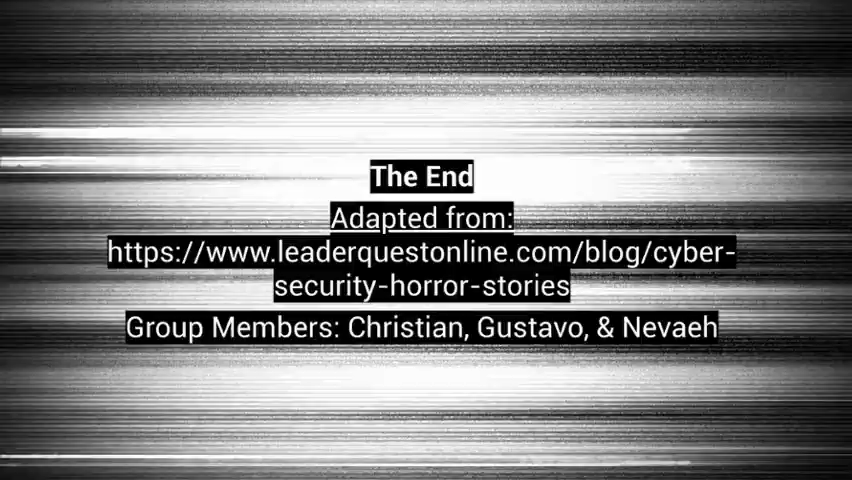 The End
Adapted from:
https://www.leaderquestonline.com/blog/cyber-
security-horror-stories
Group Members: Christian, Gustavo, & Nevaeh